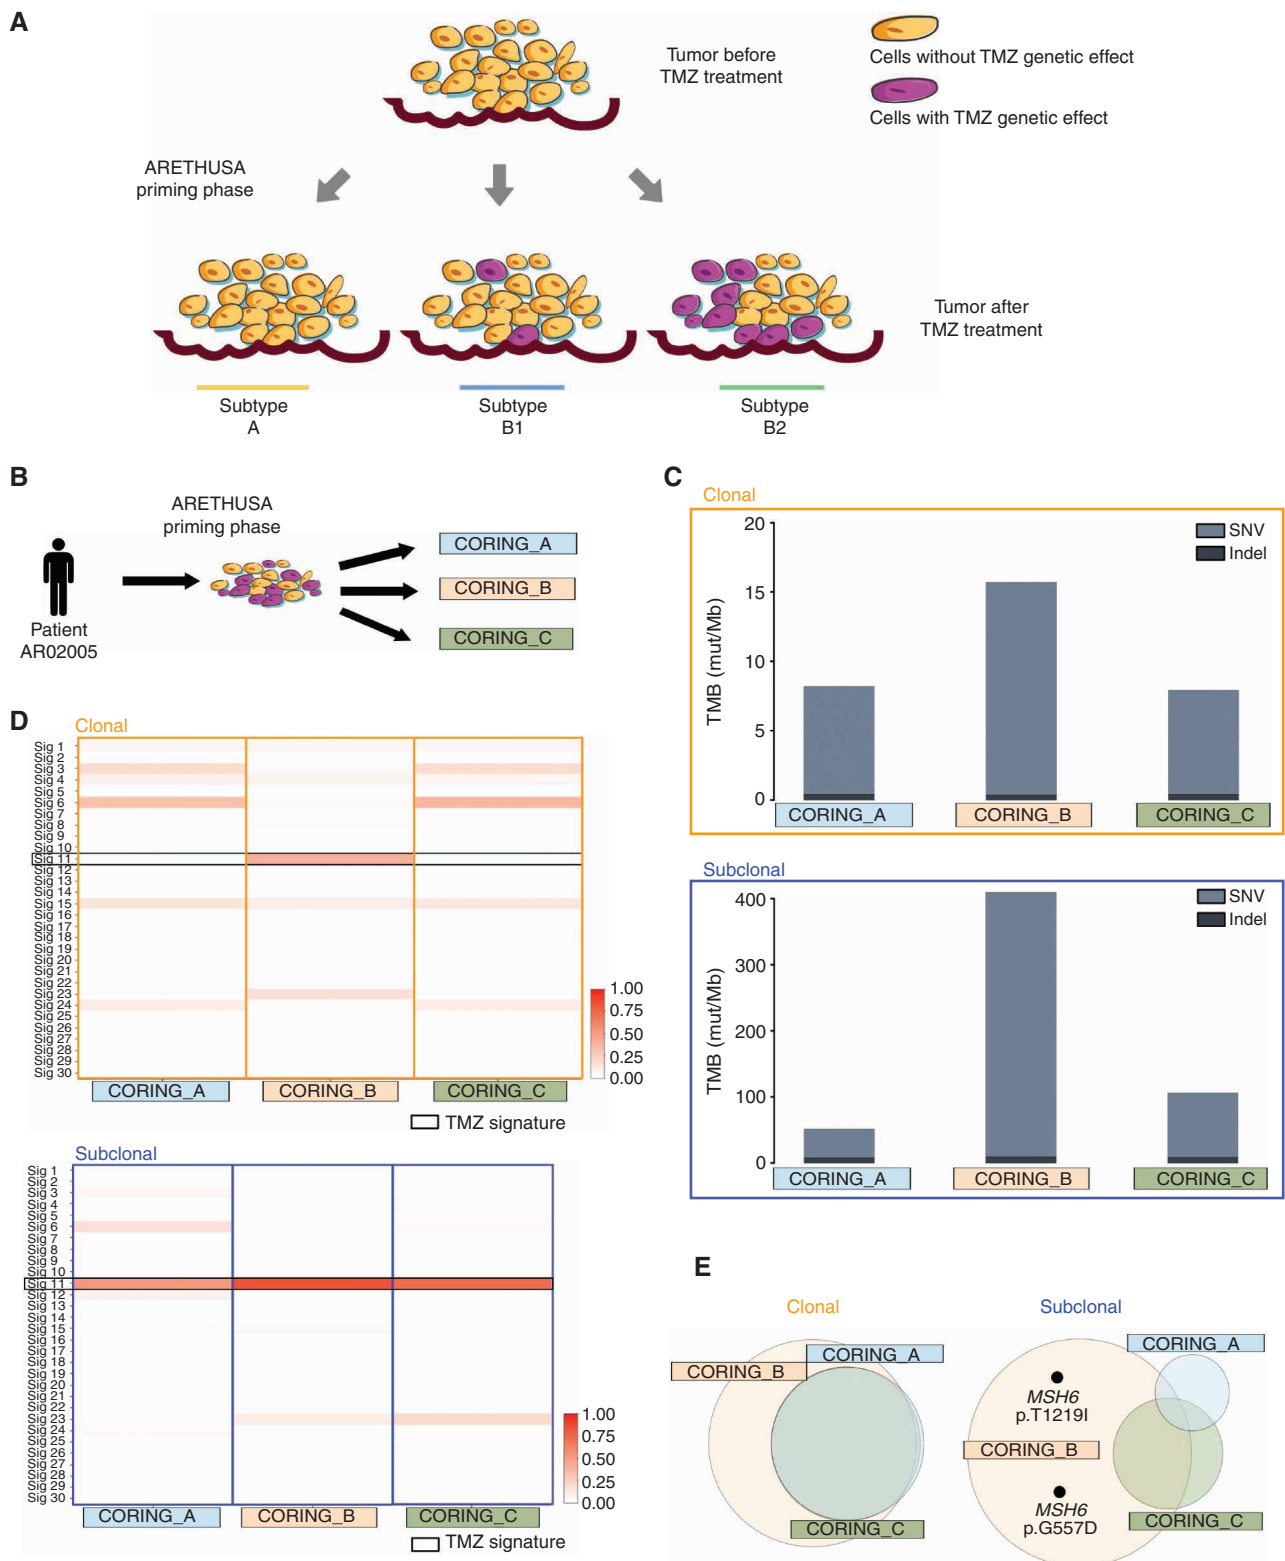 A
Tumor before
TMZ treatment
Cells without TMZ genetic effect
Cells with TMZ genetic effect
ARETHUSA
priming phase
Tumor after
TMZ treatment
Subtype
A
Subtype
B1
Subtype
B2
B
ARETHUSA
priming phase
Patient
AR02005
CORING_A
CORING_B
CORING_C
C
Clonal
20
15
10
5
0
TMB (mut/Mb)
SNV
Indel
CORING_A
CORING_B
CORING_C
Subclonal
400
300
200
100
0
TMB (mut/Mb)
SNV
Indel
CORING_A
CORING_B
CORING_C
D
Clonal
Sig 1
Sig 2
Sig 3
Sig 4
Sig 5
Sig 6
Sig 7
Sig 8
Sig 9
Sig 10
Sig 11
Sig 12
Sig 13
Sig 14
Sig 15
Sig 16
Sig 17
Sig 18
Sig 19
Sig 20
Sig 21
Sig 22
Sig 23
Sig 24
Sig 25
Sig 26
Sig 27
Sig 28
Sig 29
Sig 30
1.00
0.75
0.50
0.25
0.00
CORING_A
CORING_B
CORING_C
TMZ signature
Subclonal
Sig 1
Sig 2
Sig 3
Sig 4
Sig 5
Sig 6
Sig 7
Sig 8
Sig 9
Sig 10
Sig 11
Sig 12
Sig 13
Sig 14
Sig 15
Sig 16
Sig 17
Sig 18
Sig 19
Sig 20
Sig 21
Sig 22
Sig 23
Sig 24
Sig 25
Sig 26
Sig 27
Sig 28
Sig 29
Sig 30
1.00
0.75
0.50
0.25
0.00
CORING_A
CORING_B
CORING_C
TMZ signature
E
Clonal
CORING_A
CORING_B
CORING_C
Subclonal
CORING_A
MSH6
p.T1219I
CORING_B
MSH6
p.G557D
CORING_C